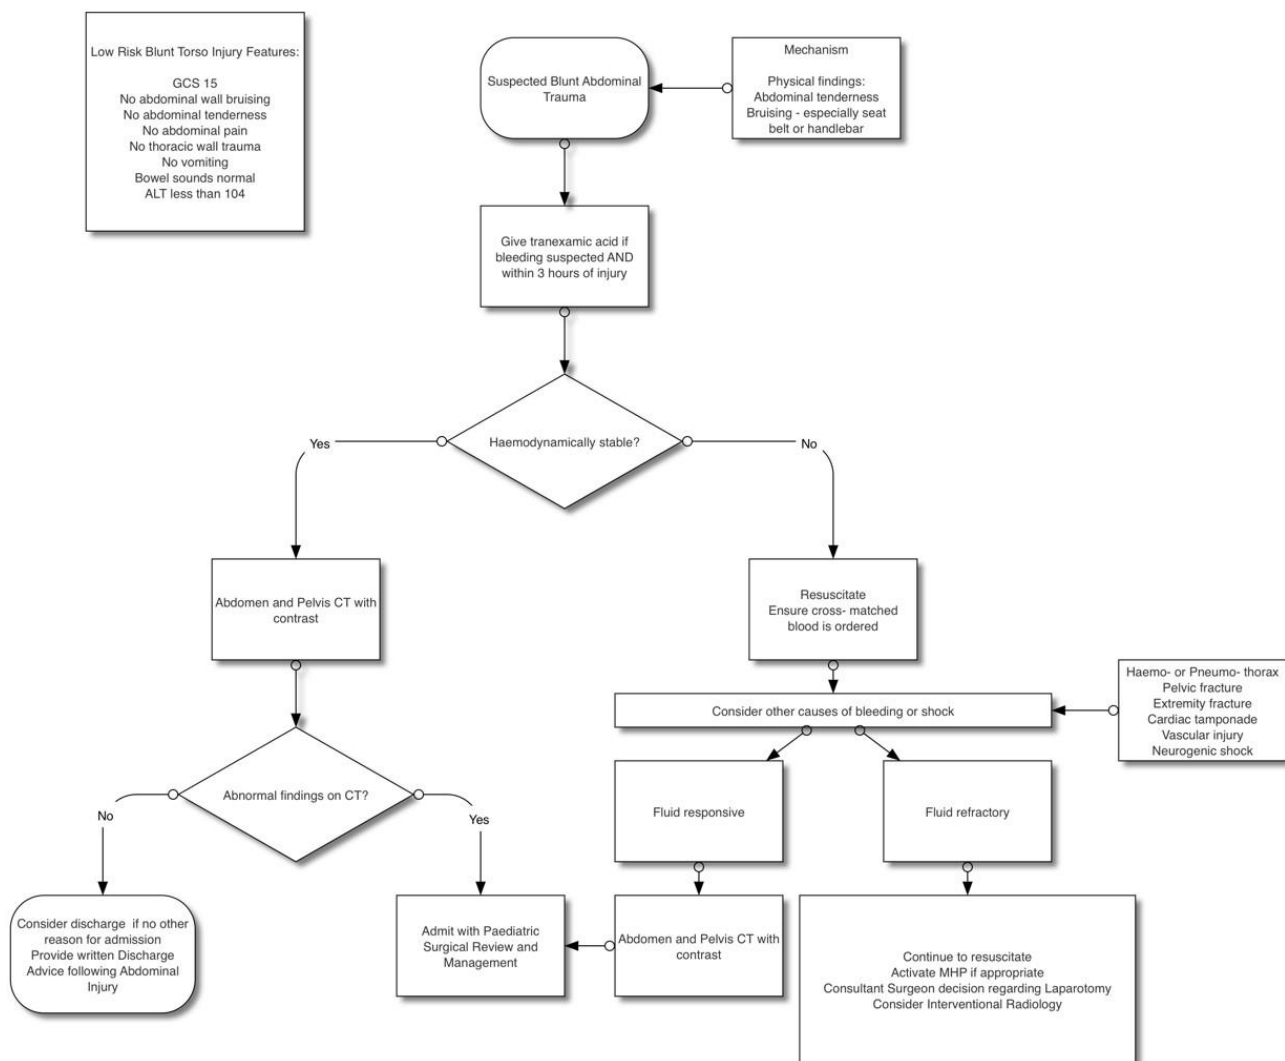 Low Risk Blunt Torso Injury Features:
GCS 15
No abdominal wall bruising
No abdominal tenderness
No abdominal pain
No thoracic wall trauma
No vomiting
Bowel sounds normal
ALT less than 104
Suspected Blunt Abdominal
Trauma
Mechanism
Physical findings:
Abdominal tenderness
Bruising - especially seat
belt or handlebar
Give tranexamic acid if
bleeding suspected AND
within 3 hours of injury
Haemodynamically stable?
Yes
No
Abdomen and Pelvis CT with
contrast
Resuscitate
Ensure cross- matched
blood is ordered
Consider other causes of bleeding or shock
Haemo- or Pneumo- thorax
Pelvic fracture
Extremity fracture
Cardiac tamponade
Vascular injury
Neurogenic shock
Abnormal findings on CT?
No
Yes
Fluid responsive
Fluid refractory
Consider discharge  if no other
reason for admission
Provide written Discharge
Advice following Abdominal
Injury
Admit with Paediatric
Surgical Review and
Management
Abdomen and Pelvis CT with
contrast
Continue to resuscitate
Activate MHP if appropriate
Consultant Surgeon decision regarding Laparotomy
Consider Interventional Radiology